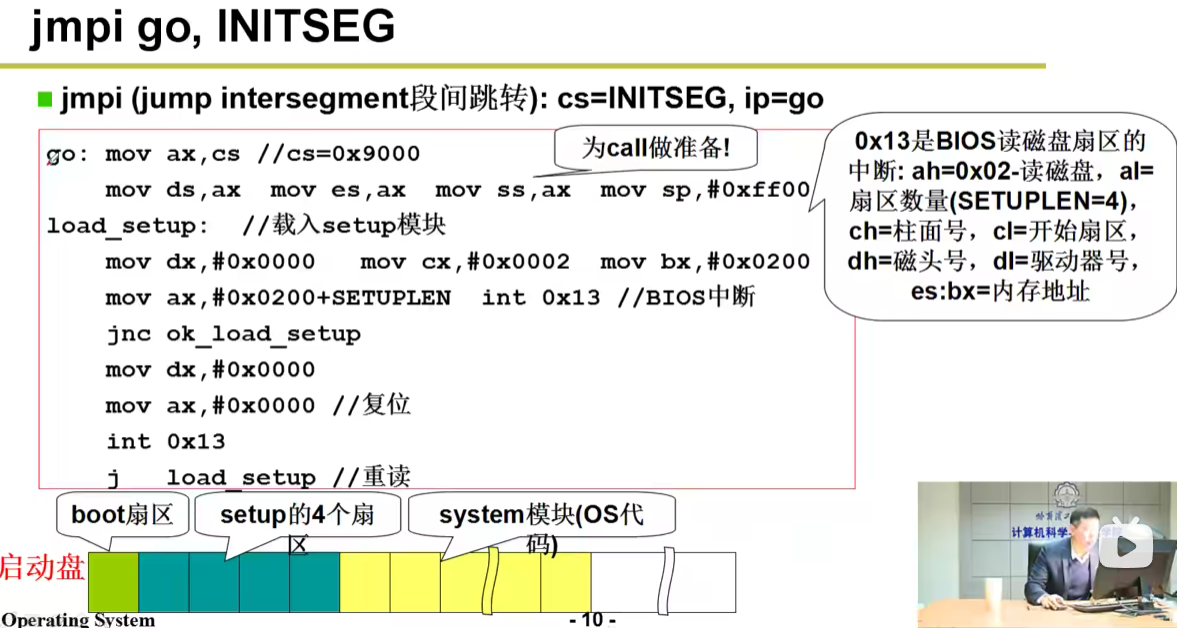 jmpi go, INITSEG
jmpi (jump intersegment段间跳转): cs=INITSEG, ip=go
go: mov ax,cs //cs=0x9000
为call做准备!
mov ds,ax mov es,ax mov ss,ax mov sp,#0xff00
load_setup: //载入setup模块
mov dx,#0x0000 mov cx,#0x0002 mov bx,#0x0200
mov ax,#0x0200+SETUPLEN int 0x13 //BIOS中断
jnc ok_load_setup
mov dx,#0x0000
mov ax,#0x0000 //复位
int 0x13
j load_setup //重读
0x13是BIOS读磁盘扇区的
中断: ah=0x02-读磁盘，al=
扇区数量(SETUPLEN=4)，
ch=柱面号，cl=开始扇区，
dh=磁头号，dl=驱动器号，
es:bx=内存地址
boot扇区
setup的4个扇
区
system模块(OS代
码)
启动盘
计算机科学
Operating System
- 10 -